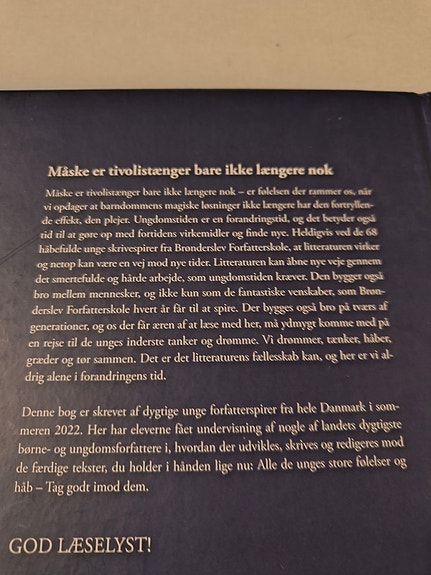 Måske er tivolistænger bare ikke længere nok
Måske er tivolistænger bare ikke længere nok – er følelsen der rammer os, når
vi opdager at barndommens magiske løsninger ikke længere har den fortryllen-
de effekt, den plejer. Ungdomstiden er en forandringstid, og det betyder også
tid til at gøre op med fortidens virkemidler og finde nye. Heldigvis ved de 68
håbefulde unge skrivespirer fra Brønderslev Forfatterskole, at litteraturen virker
og netop kan være en vej mod nye tider. Litteraturen kan åbne nye veje gennem
det smertefulde og hårde arbejde, som ungdomstiden kræver. Den bygger også
bro mellem mennesker, og ikke kun som de fantastiske venskaber, som Brøn-
derslev Forfatterskole hvert år får til at spire. Der bygges også bro på tværs af
generationer, og os der får æren af at læse med her, må ydmygt komme med på
en rejse til de unges inderste tanker og drømme. Vi drømmer, tænker, håber,
græder og tør sammen. Det er det litteraturens fællesskab kan, og her er vi al-
drig alene i forandringens tid.
Denne bog er skrevet af dygtige unge forfatterspirer fra hele Danmark i som-
meren 2022. Her har eleverne fået undervisning af nogle af landets dygtigste
børne- og ungdomsforfattere i, hvordan der udvikles, skrives og redigeres mod
de færdige tekster, du holder i hånden lige nu: Alle de unges store følelser og
håb – Tag godt imod dem.
GOD LÆSELYST!